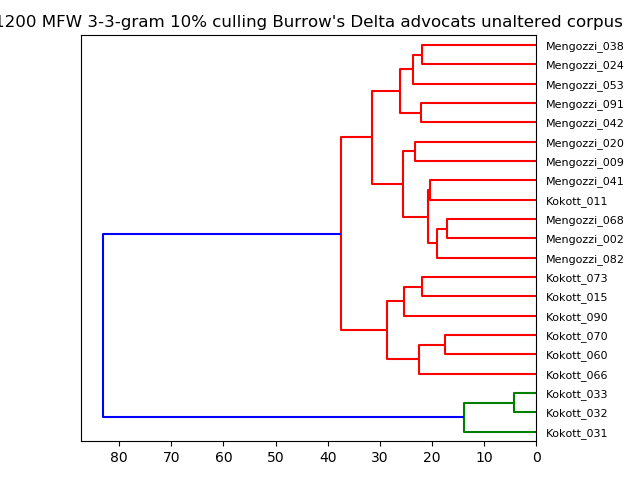 1200 MFW 3-3-gram 10% culling Burrow's Delta advocats unaltered corpus
Mengozzi_038
Mengozzi_024
Mengozzi_053
Mengozzi_091
Mengozzi_042
Mengozzi_020
Mengozzi_009
Mengozzi_041
Kokott_011
Mengozzi_068
Mengozzi_002
Mengozzi_082
Kokott_073
Kokott_015
Kokott_090
Kokott_070
Kokott_060
Kokott_066
Kokott_033
Kokott_032
Kokott_031
80 70 60 50 40 30 20 10 0